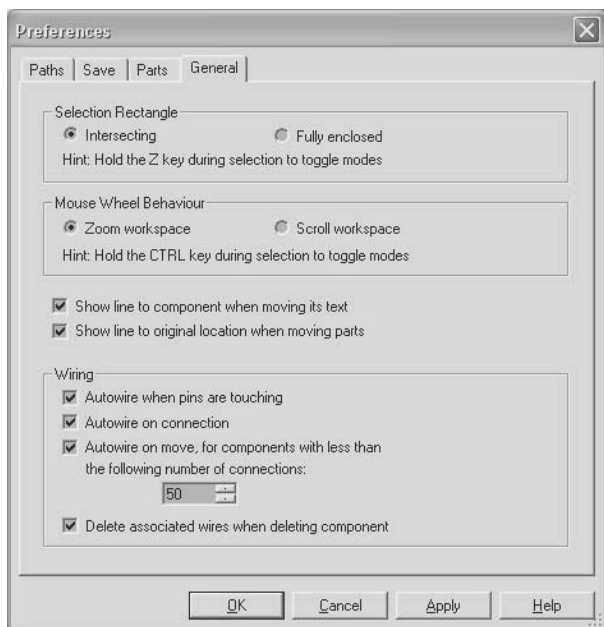 Preferences
Paths Save Parts General
Selection Rectangle
Intersecting Fully enclosed
Hint: Hold the Z key during selection to toggle modes
Mouse Wheel Behaviour
Zoom workspace Scroll workspace
Hint: Hold the CTRL key during selection to toggle modes
Show line to component when moving its text
Show line to original location when moving parts
Wiring
Autowire when pins are touching
Autowire on connection
Autowire on move, for components with less than
the following number of connections:
50
Delete associated wires when deleting component
OK Cancel Apply Help